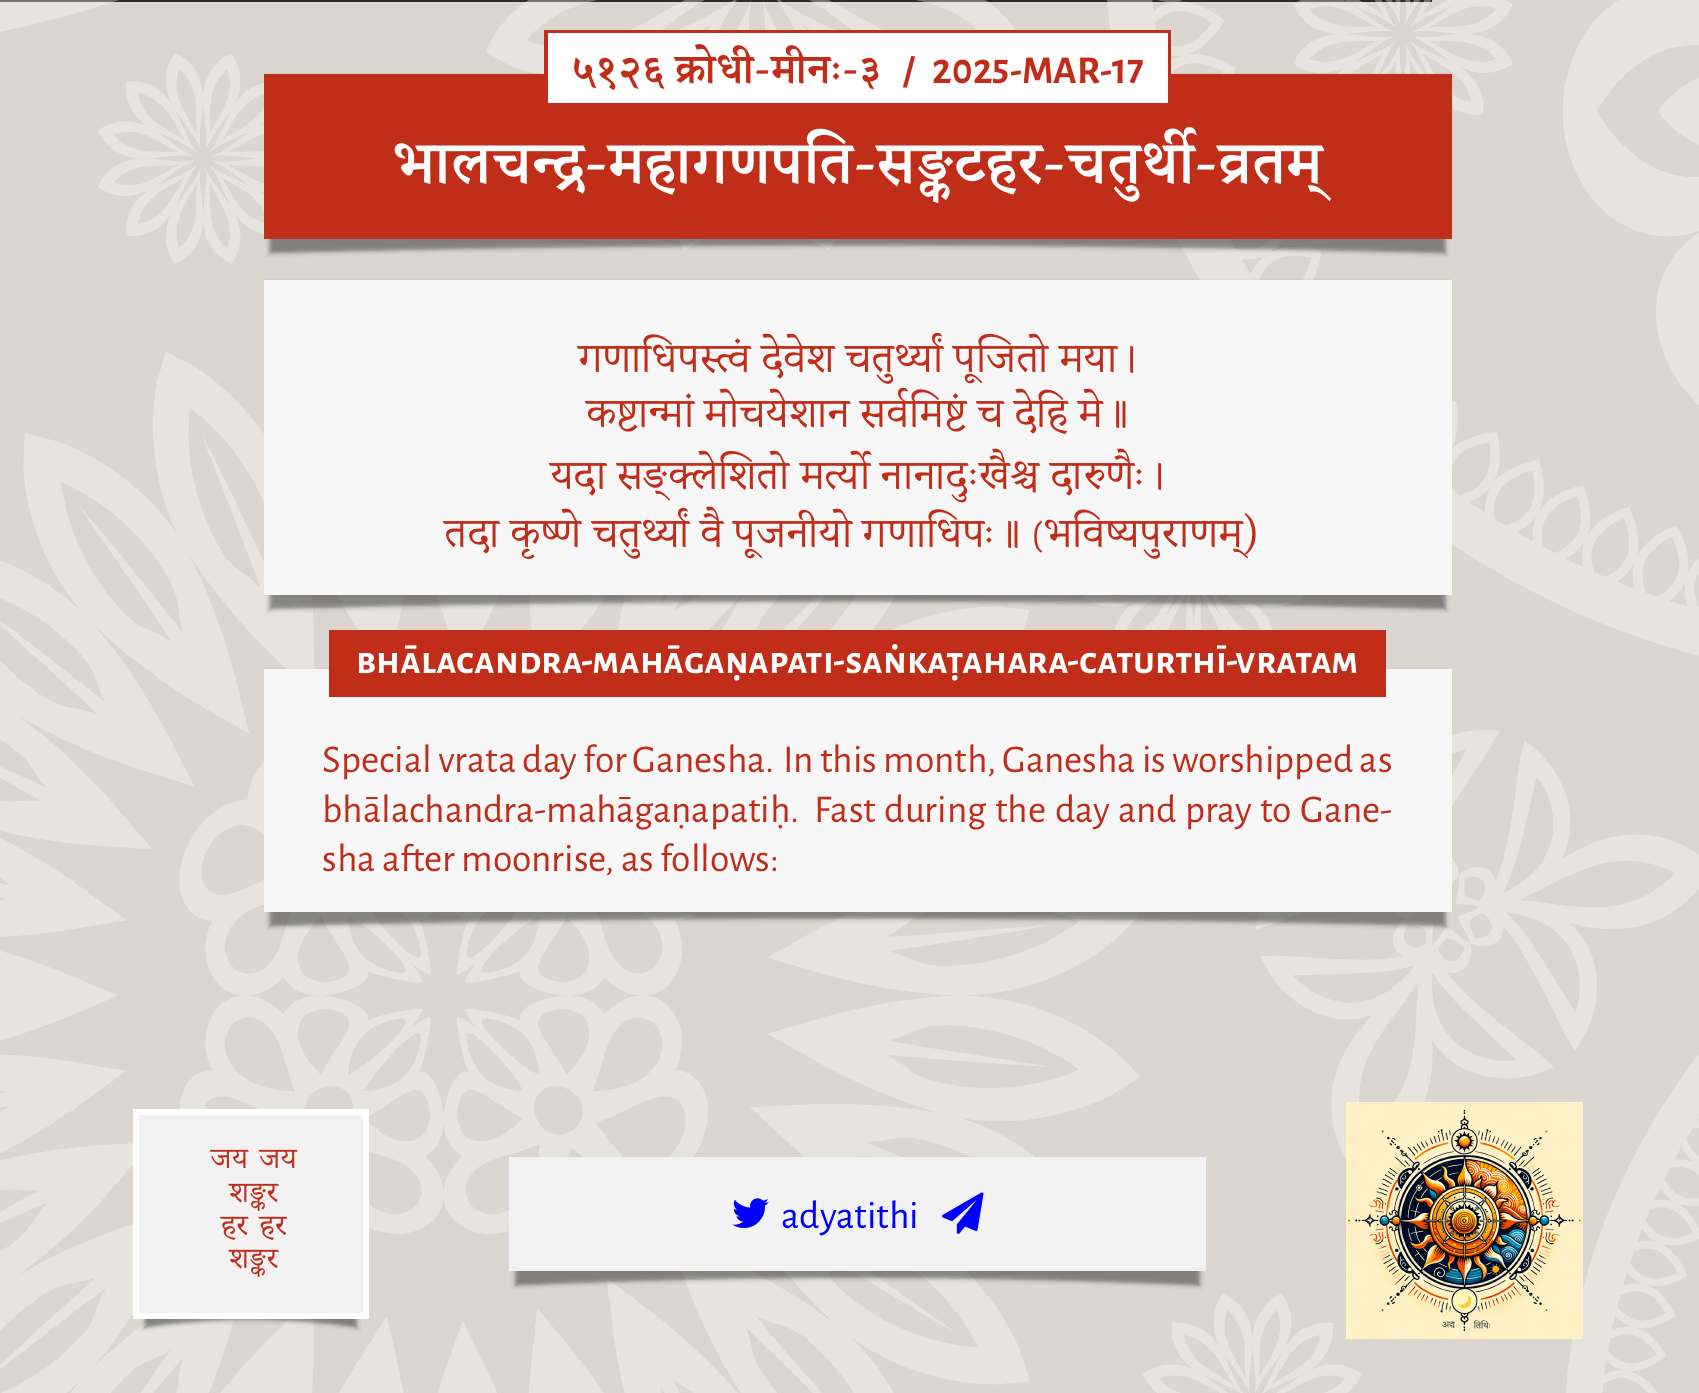 ५१२६ क्रोधी-मीनः-३ / 2025-MAR-17
भालचन्द्र-महागणपति-सङ्कटहर-चतुर्थी-व्रतम्
गणाधिपस्त्वं देवेश चतुर्थ्यां पूजितो मया।
कष्टान्मां मोचयेशान सर्वमिष्टं च देहि मे॥
यदा सङ्क्लेशितो मर्त्यो नानादुःखैश्च दारुणैः।
तदा कृष्णे चतुर्थ्यां वै पूजनीयो गणाधिपः॥ (भविष्यपुराणम्)
BHĀLACANDRA-MAHĀGAṆAPATI-SAṄKAṬAHARA-CATURTHĪ-VRATAM
Special vrata day for Ganesha. In this month, Ganesha is worshipped as
bhālachandra-mahāgaṇapatiḥ. Fast during the day and pray to Gane-
sha after moonrise, as follows:
जय जय
शङ्कर
हर हर
शङ्कर
adyatithi
अद्य तिथिः